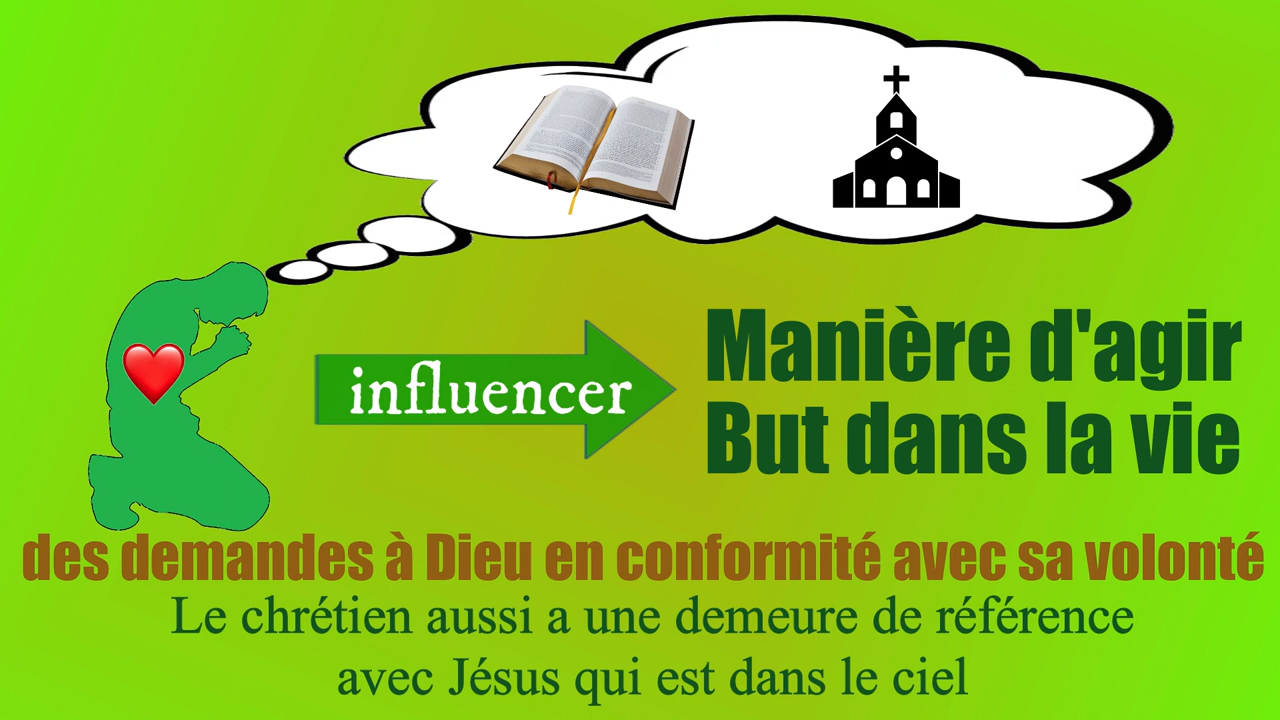 influencer
Manière d'agir
But dans la vie
des demandes à Dieu en conformité avec sa volonté
Le chrétien aussi a une demeure de référence
avec Jésus qui est dans le ciel